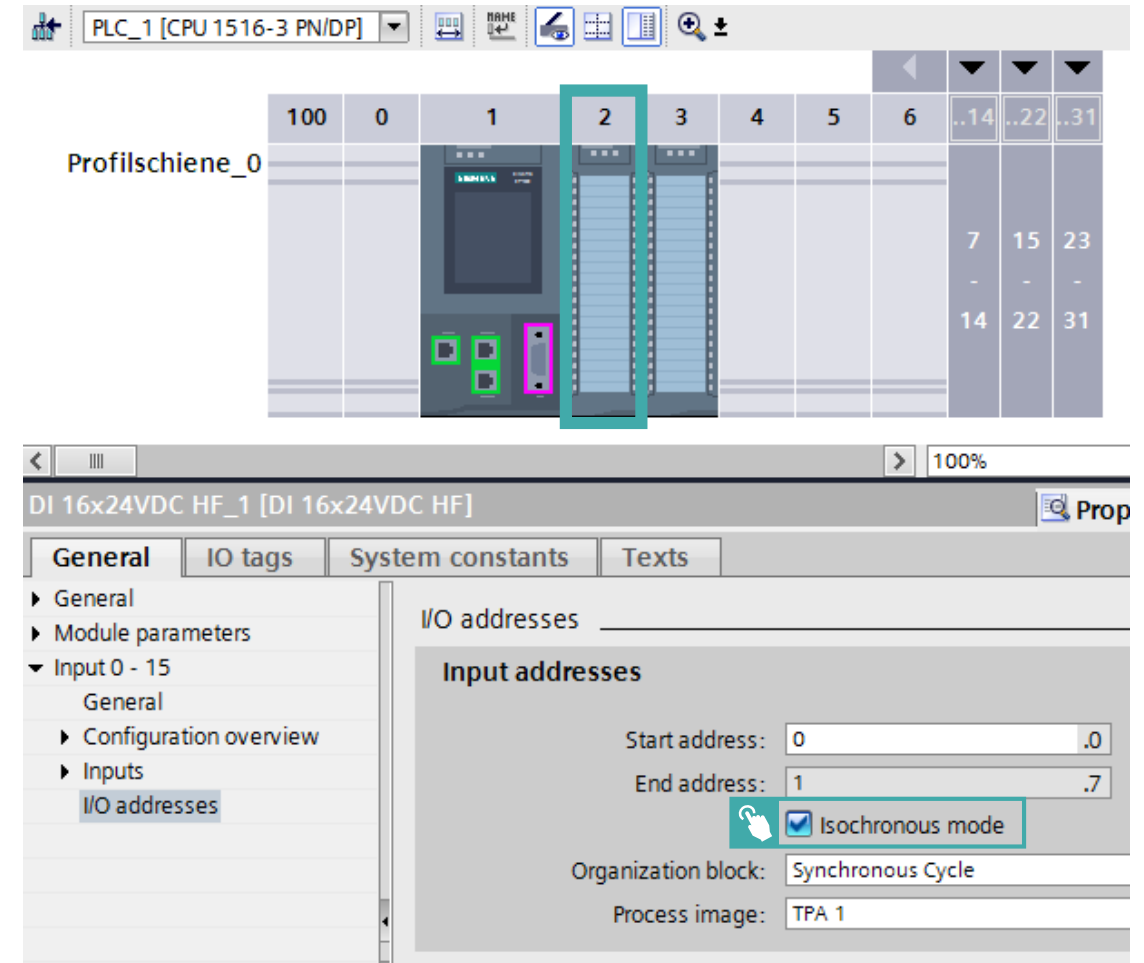 PLC_1 [CPU 1516-3 PN/DP]
NAME
100 0 1 2 3 4 5 6 ..14 ..22 ..31
Profilschiene_0
SIEMENS
7 15 23
- - -
14 22 31
100%
DI 16x24VDC HF_1 [DI 16x24VDC HF]
Prop
General IO tags System constants Texts
General
Module parameters
Input 0 - 15
General
Configuration overview
Inputs
I/O addresses
I/O addresses
Input addresses
Start address: 0 .0
End address: 1 .7
Isochronous mode
Organization block: Synchronous Cycle
Process image: TPA 1